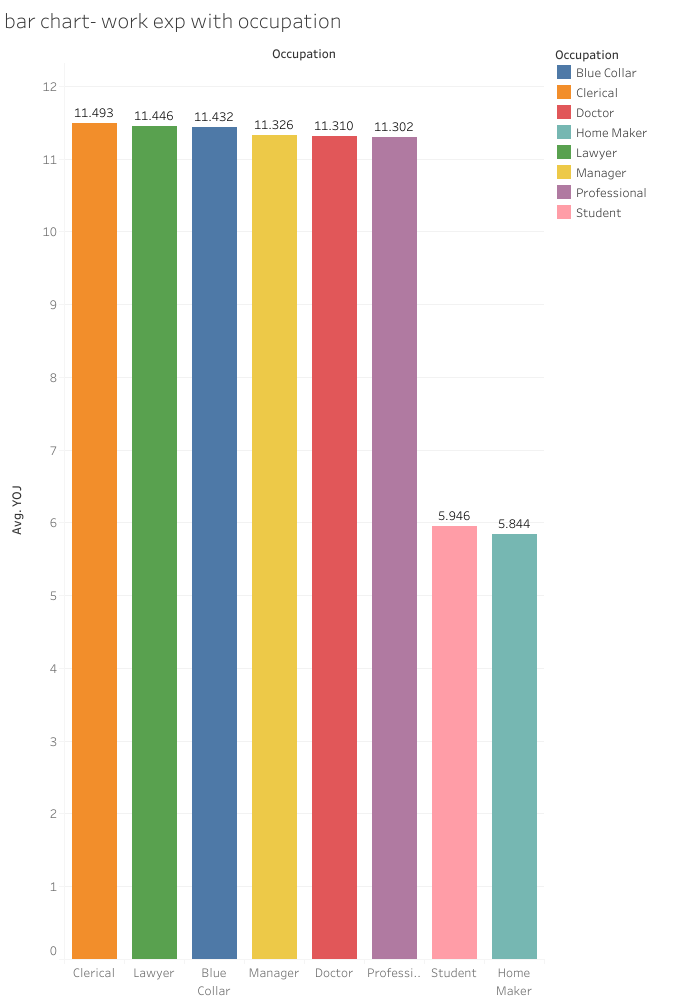 bar chart- work exp with occupation
Occupation
Occupation
Blue Collar
Clerical
Doctor
Home Maker
Lawyer
Manager
Professional
Student
Avg. YOJ
12
11
10
9
8
7
6
5
4
3
2
1
0
11.493
11.446
11.432
11.326
11.310
11.302
5.946
5.844
Clerical
Lawyer
Blue
Collar
Manager
Doctor
Professi..
Student
Home
Maker